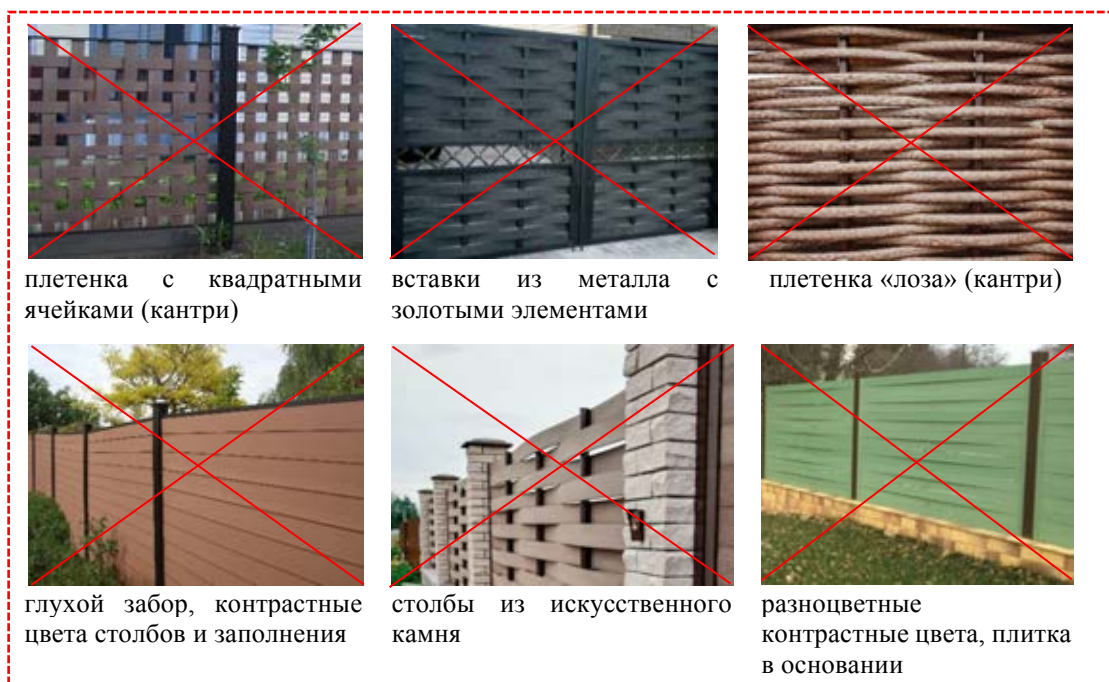 плетенка с квадратными
ячейками (кантри)
вставки из металла с
золотыми элементами
плетенка «лоза» (кантри)
глухой забор, контрастные
цвета столбов и заполнения
столбы из искусственного
камня
разноцветные
контрастные цвета, плитка
в основании